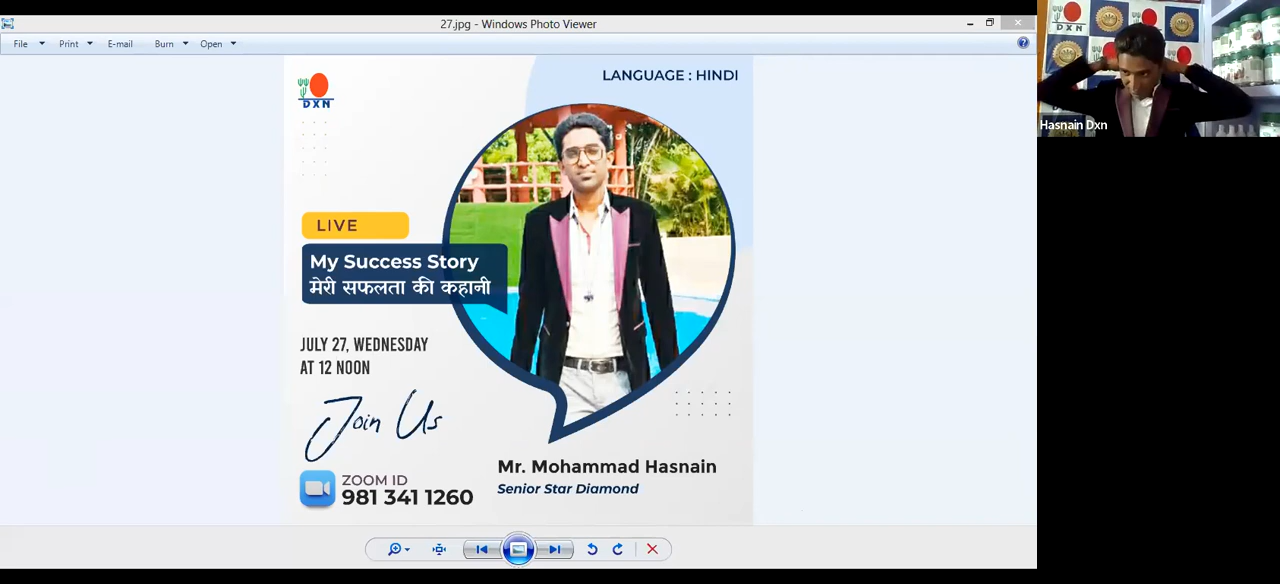 27.jpg - Windows Photo Viewer
File Print E-mail Burn Open
DXN
LANGUAGE : HINDI
LIVE
My Success Story
मेरी सफलता की कहानी
JULY 27, WEDNESDAY
AT 12 NOON
Join Us
ZOOM ID
981 341 1260
Mr. Mohammad Hasnain
Senior Star Diamond
DXN
Hasnain Dxn